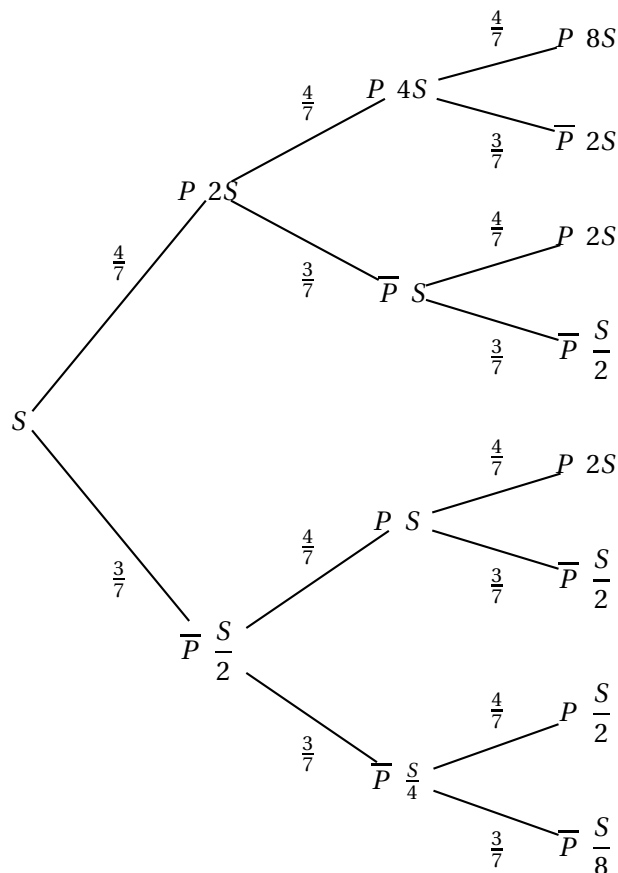 4/7 P 8S
4/7 P 4S
3/7 P̅ 2S
P 2S
4/7 P 2S
4/7 3/7 P̅ S
3/7 P̅ S/2
S
4/7 P 2S
P S
4/7 3/7 P̅ S/2
3/7
P̅ S/2
4/7 P S/2
3/7 P̅ S/4
3/7 P̅ S/8